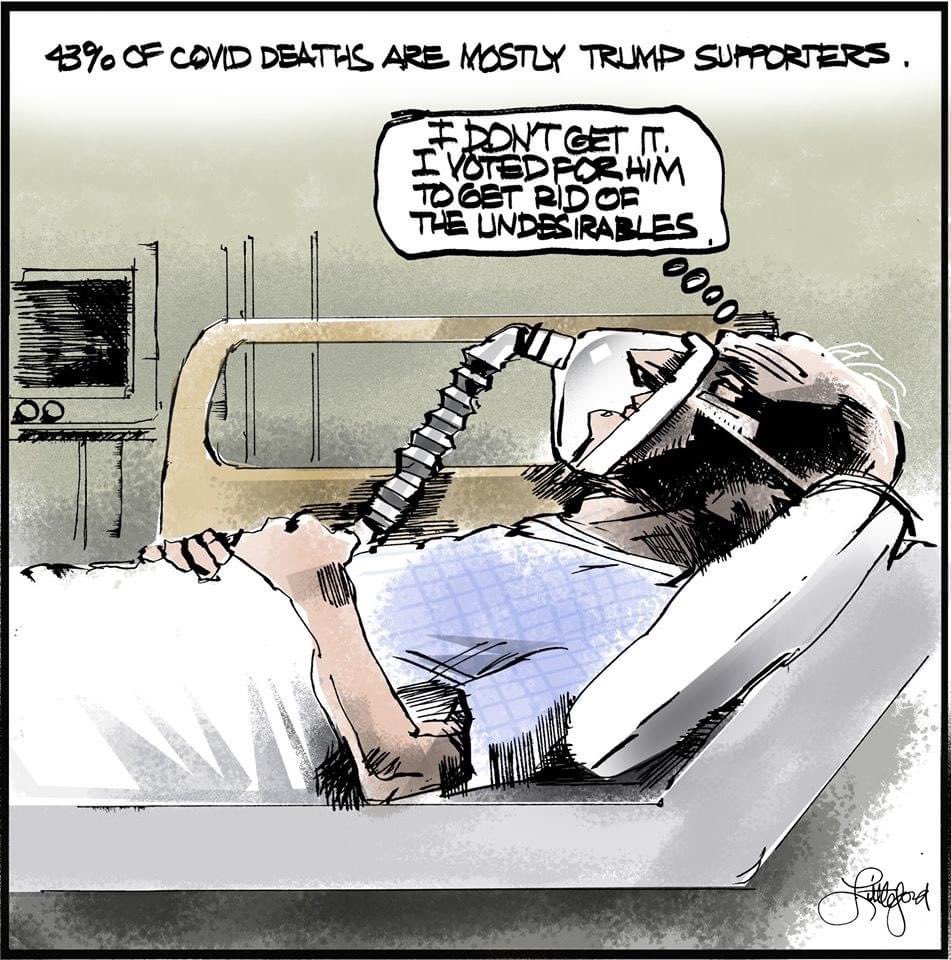 43% OF COVID DEATHS ARE MOSTLY TRUMP SUPPORTERS.
I DON'T GET IT.
I VOTED FOR HIM
TO GET RID OF
THE UNDESIRABLES.
Littleford